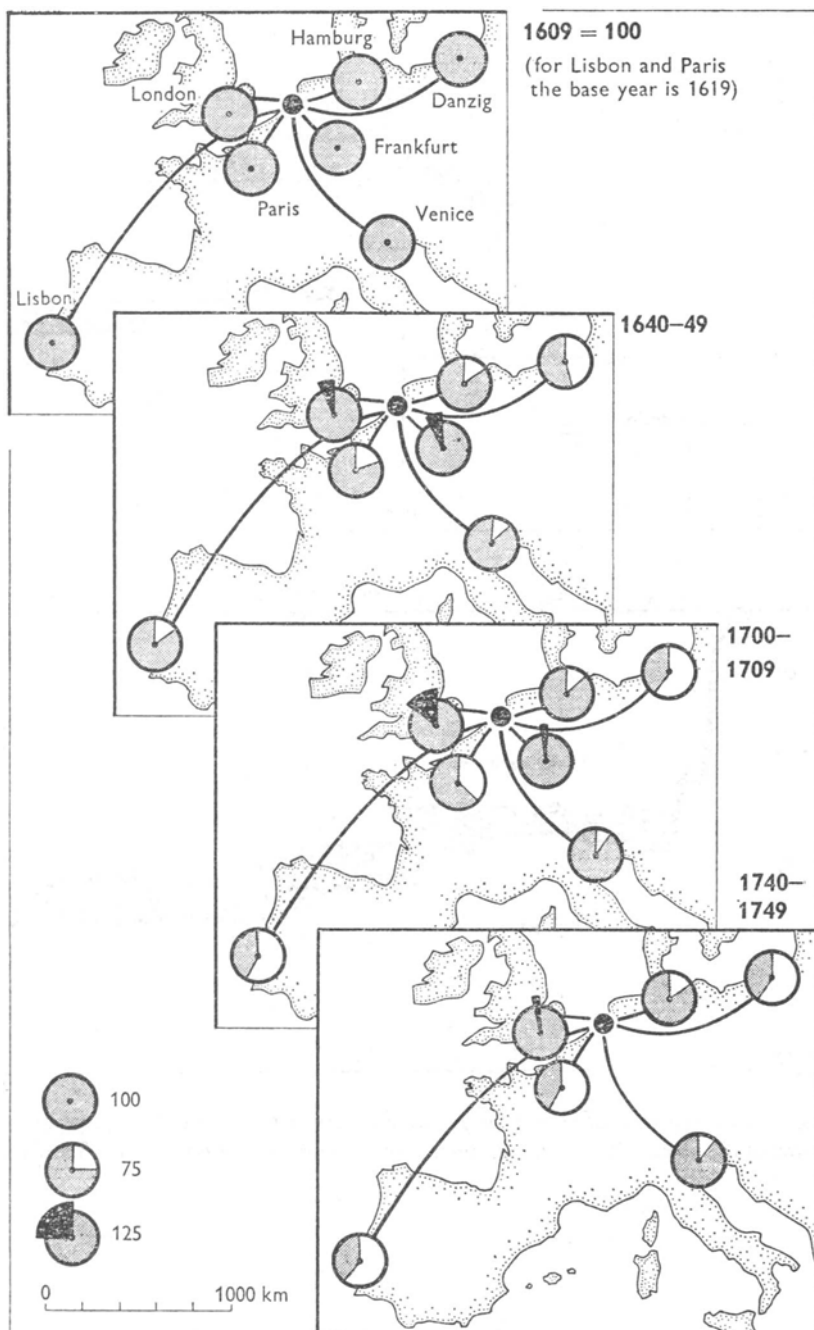 1609 = 100
(for Lisbon and Paris
the base year is 1619)
Hamburg
London
Danzig
Frankfurt
Paris
Venice
Lisbon
1640–49
1700–
1709
1740–
1749
100
75
125
0 1000 km